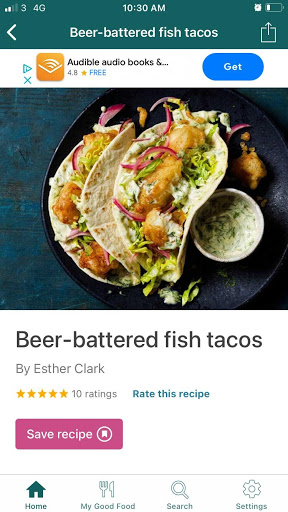 3 4G 10:30 AM
Beer-battered fish tacos
Audible audio books &...
4.8 ★ FREE
Get
Beer-battered fish tacos
By Esther Clark
10 ratings Rate this recipe
Save recipe
Home My Good Food Search Settings